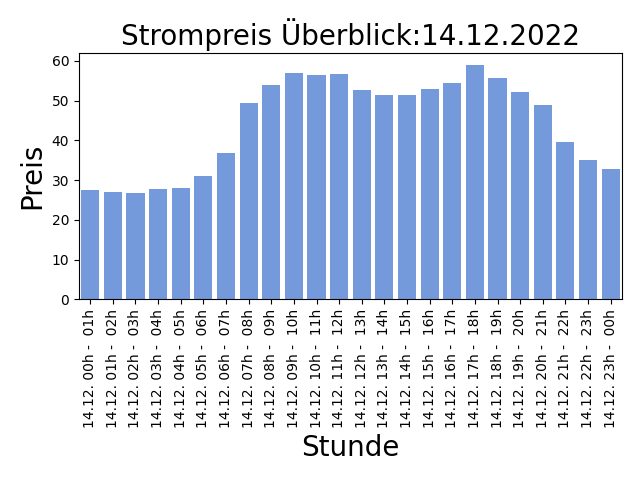 Strompreis Überblick:14.12.2022
Preis
60
50
40
30
20
10
0
14.12. 00h - 01h
14.12. 01h - 02h
14.12. 02h - 03h
14.12. 03h - 04h
14.12. 04h - 05h
14.12. 05h - 06h
14.12. 06h - 07h
14.12. 07h - 08h
14.12. 08h - 09h
14.12. 09h - 10h
14.12. 10h - 11h
14.12. 11h - 12h
14.12. 12h - 13h
14.12. 13h - 14h
14.12. 14h - 15h
14.12. 15h - 16h
14.12. 16h - 17h
14.12. 17h - 18h
14.12. 18h - 19h
14.12. 19h - 20h
14.12. 20h - 21h
14.12. 21h - 22h
14.12. 22h - 23h
14.12. 23h - 00h
Stunde